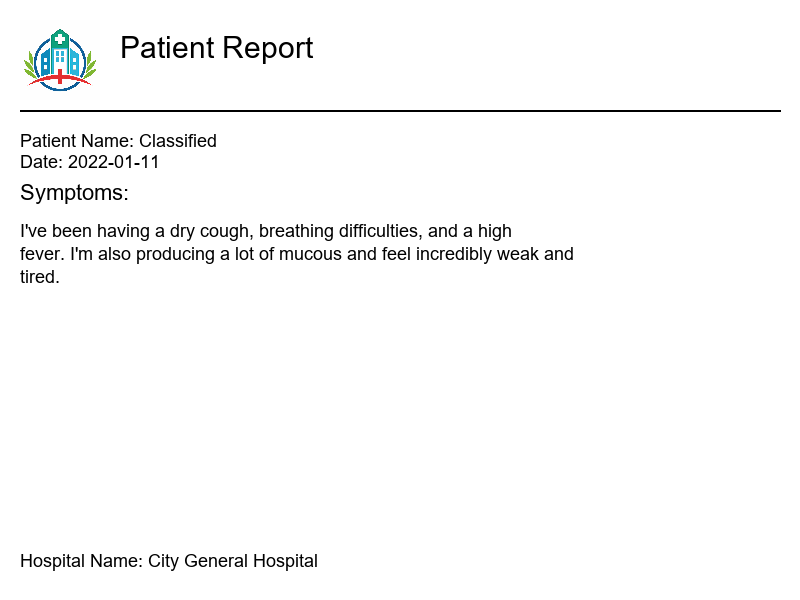 Patient Report
Patient Name: Classified
Date: 2022-01-11
Symptoms:
I've been having a dry cough, breathing difficulties, and a high
fever. I'm also producing a lot of mucous and feel incredibly weak and
tired.
Hospital Name: City General Hospital